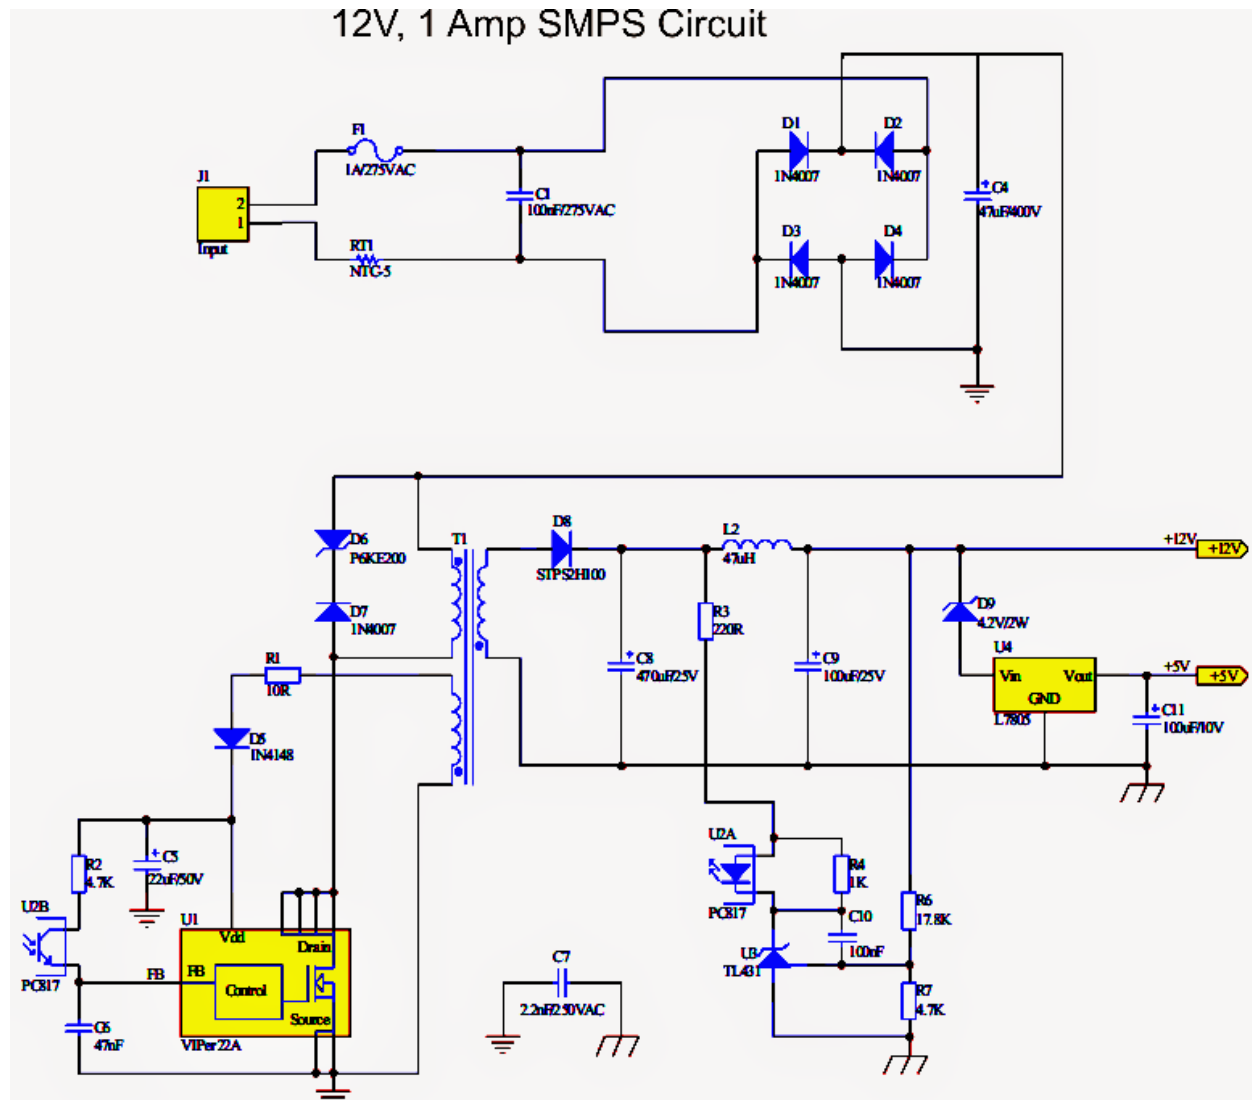 12V, 1 Amp SMPS Circuit
F1
1A/275VAC
J1
2
1
Input
C1
100nF/275VAC
RT1
NTC-5
D1
1N4007
D2
1N4007
D3
1N4007
D4
1N4007
+
C4
47uF/400V
D6
P6KE200
D7
1N4007
T1
D8
STPS2H100
L2
47uH
+12V
+12V
R3
220R
D9
4.2V/2W
R1
10R
+
C8
470uF/25V
+
C9
100uF/25V
U4
Vin
Vout
GND
L7805
+5V
+5V
+
C11
100uF/10V
D5
1N4148
R2
4.7K
+
C5
22uF/50V
U2B
PC817
U1
Vdd
Drain
FB
FB
Control
Source
VIPer22A
C6
47nF
C7
2.2nF/250VAC
U2A
PC817
R4
1K
C10
100nF
U3
TL431
R6
17.8K
R7
4.7K